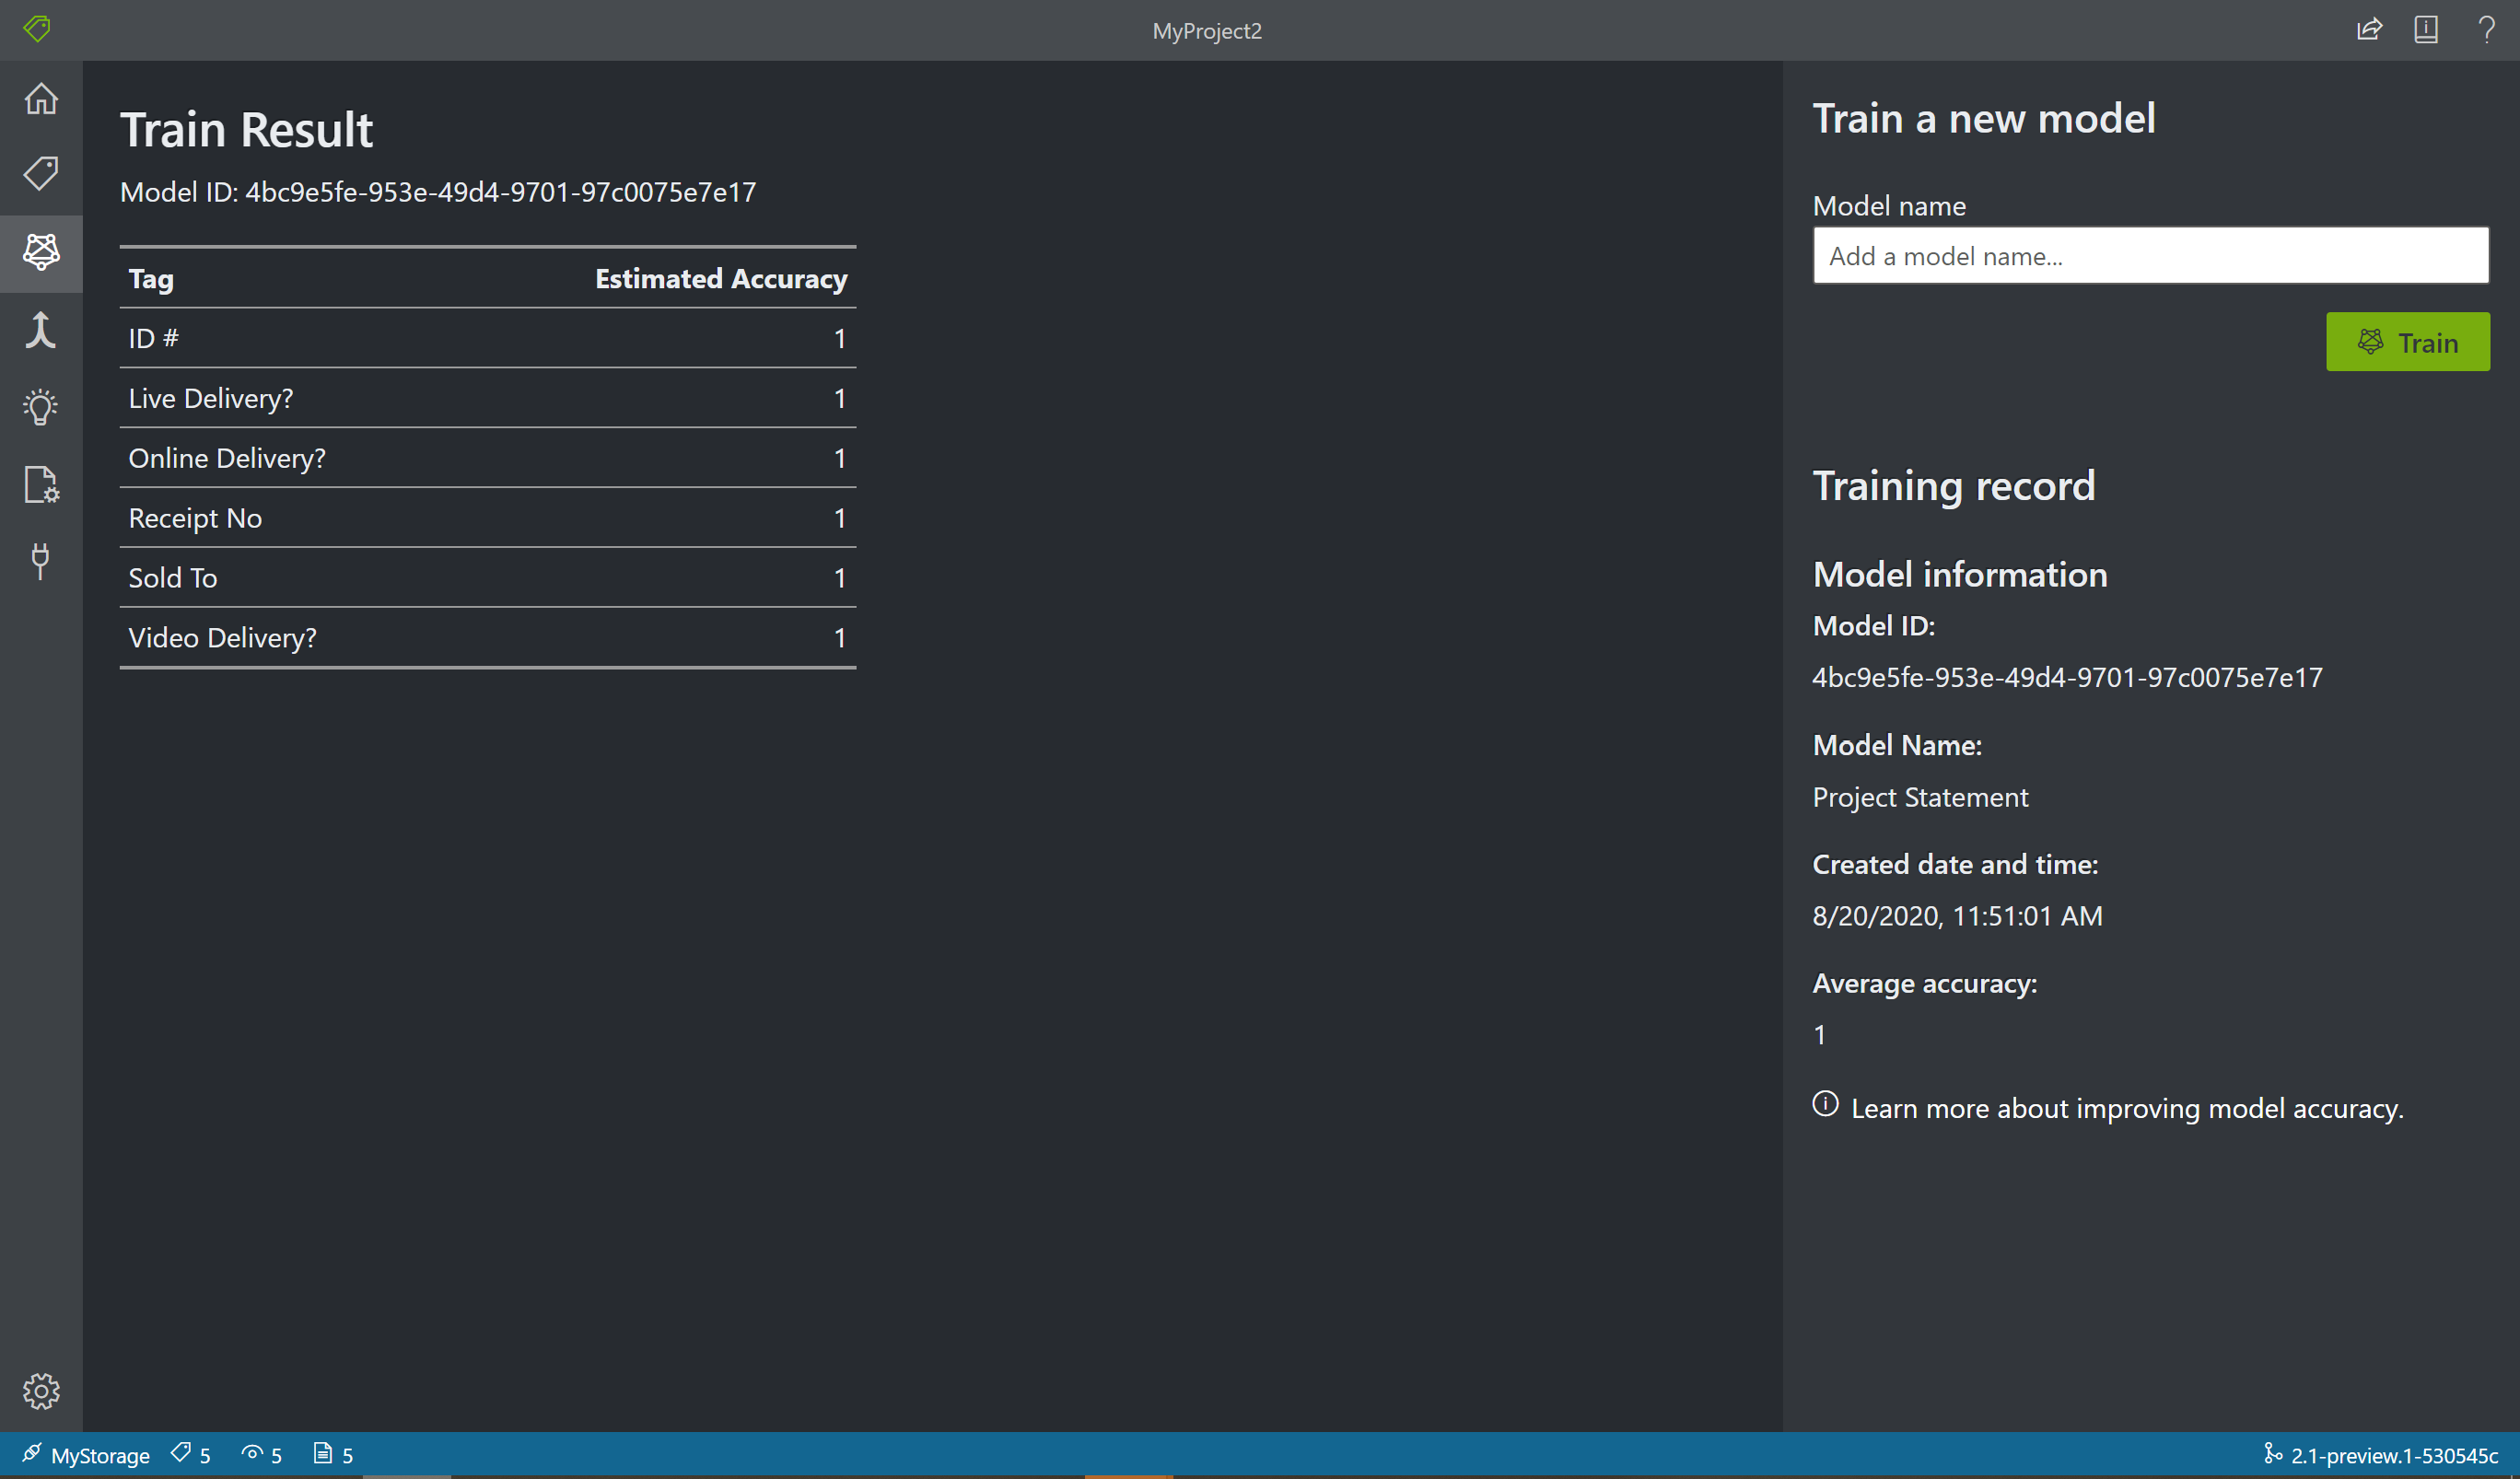 MyProject2
Train Result
Model ID: 4bc9e5fe-953e-49d4-9701-97c0075e7e17
Tag Estimated Accuracy
ID # 1
Live Delivery? 1
Online Delivery? 1
Receipt No 1
Sold To 1
Video Delivery? 1
Train a new model
Model name
Add a model name...
Train
Training record
Model information
Model ID:
4bc9e5fe-953e-49d4-9701-97c0075e7e17
Model Name:
Project Statement
Created date and time:
8/20/2020, 11:51:01 AM
Average accuracy:
1
Learn more about improving model accuracy.
MyStorage 5 5 5 2.1-preview.1-530545c